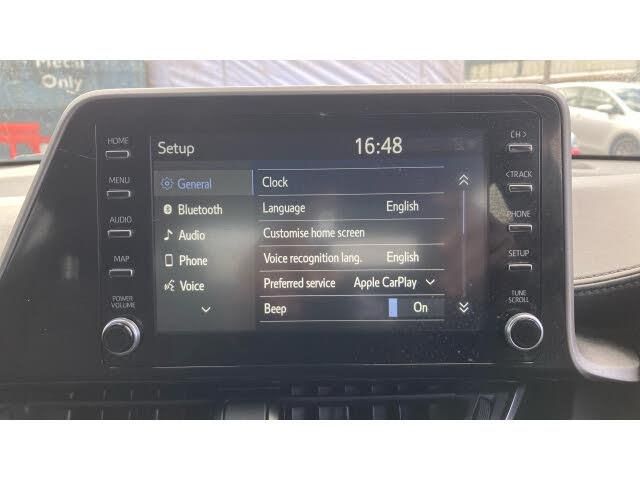 Metal
Only
HOME
MENU
AUDIO
MAP
POWER
VOLUME
Setup
16:48
General
Bluetooth
Audio
Phone
Voice
Clock
Language English
Customise home screen
Voice recognition lang. English
Preferred service Apple CarPlay
Beep On
CH >
< TRACK
PHONE
SETUP
TUNE
SCROLL